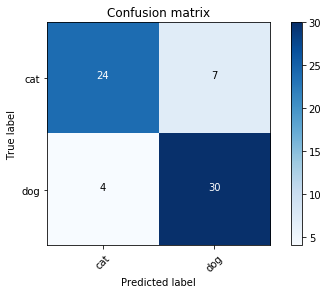 Confusion matrix
30
cat
24
7
25
20
True label
15
dog
4
30
10
5
cat
dog
Predicted label